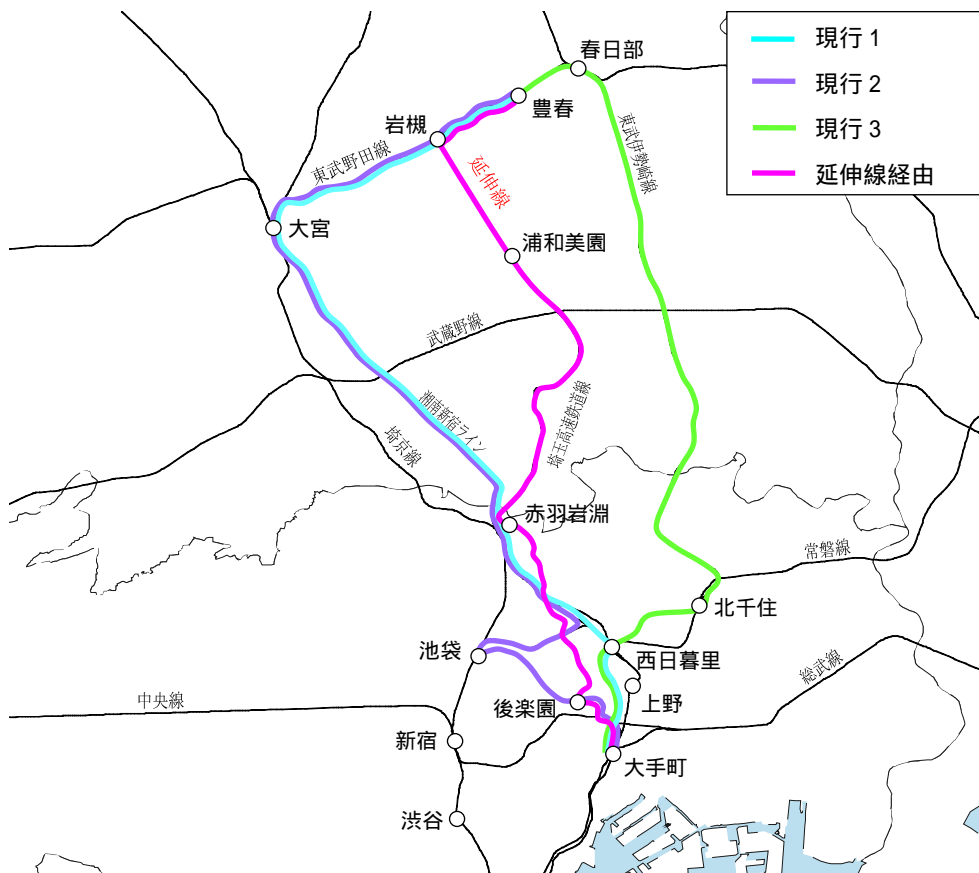 現行1
現行2
現行3
延伸線経由
春日部
豊春
岩槻
東武野田線
東武伊勢崎線
延伸線
大宮
浦和美園
武蔵野線
湘南新宿ライン
埼玉高速鉄道線
埼京線
赤羽岩淵
常磐線
北千住
池袋
西日暮里
総武線
中央線
後楽園
上野
新宿
大手町
渋谷